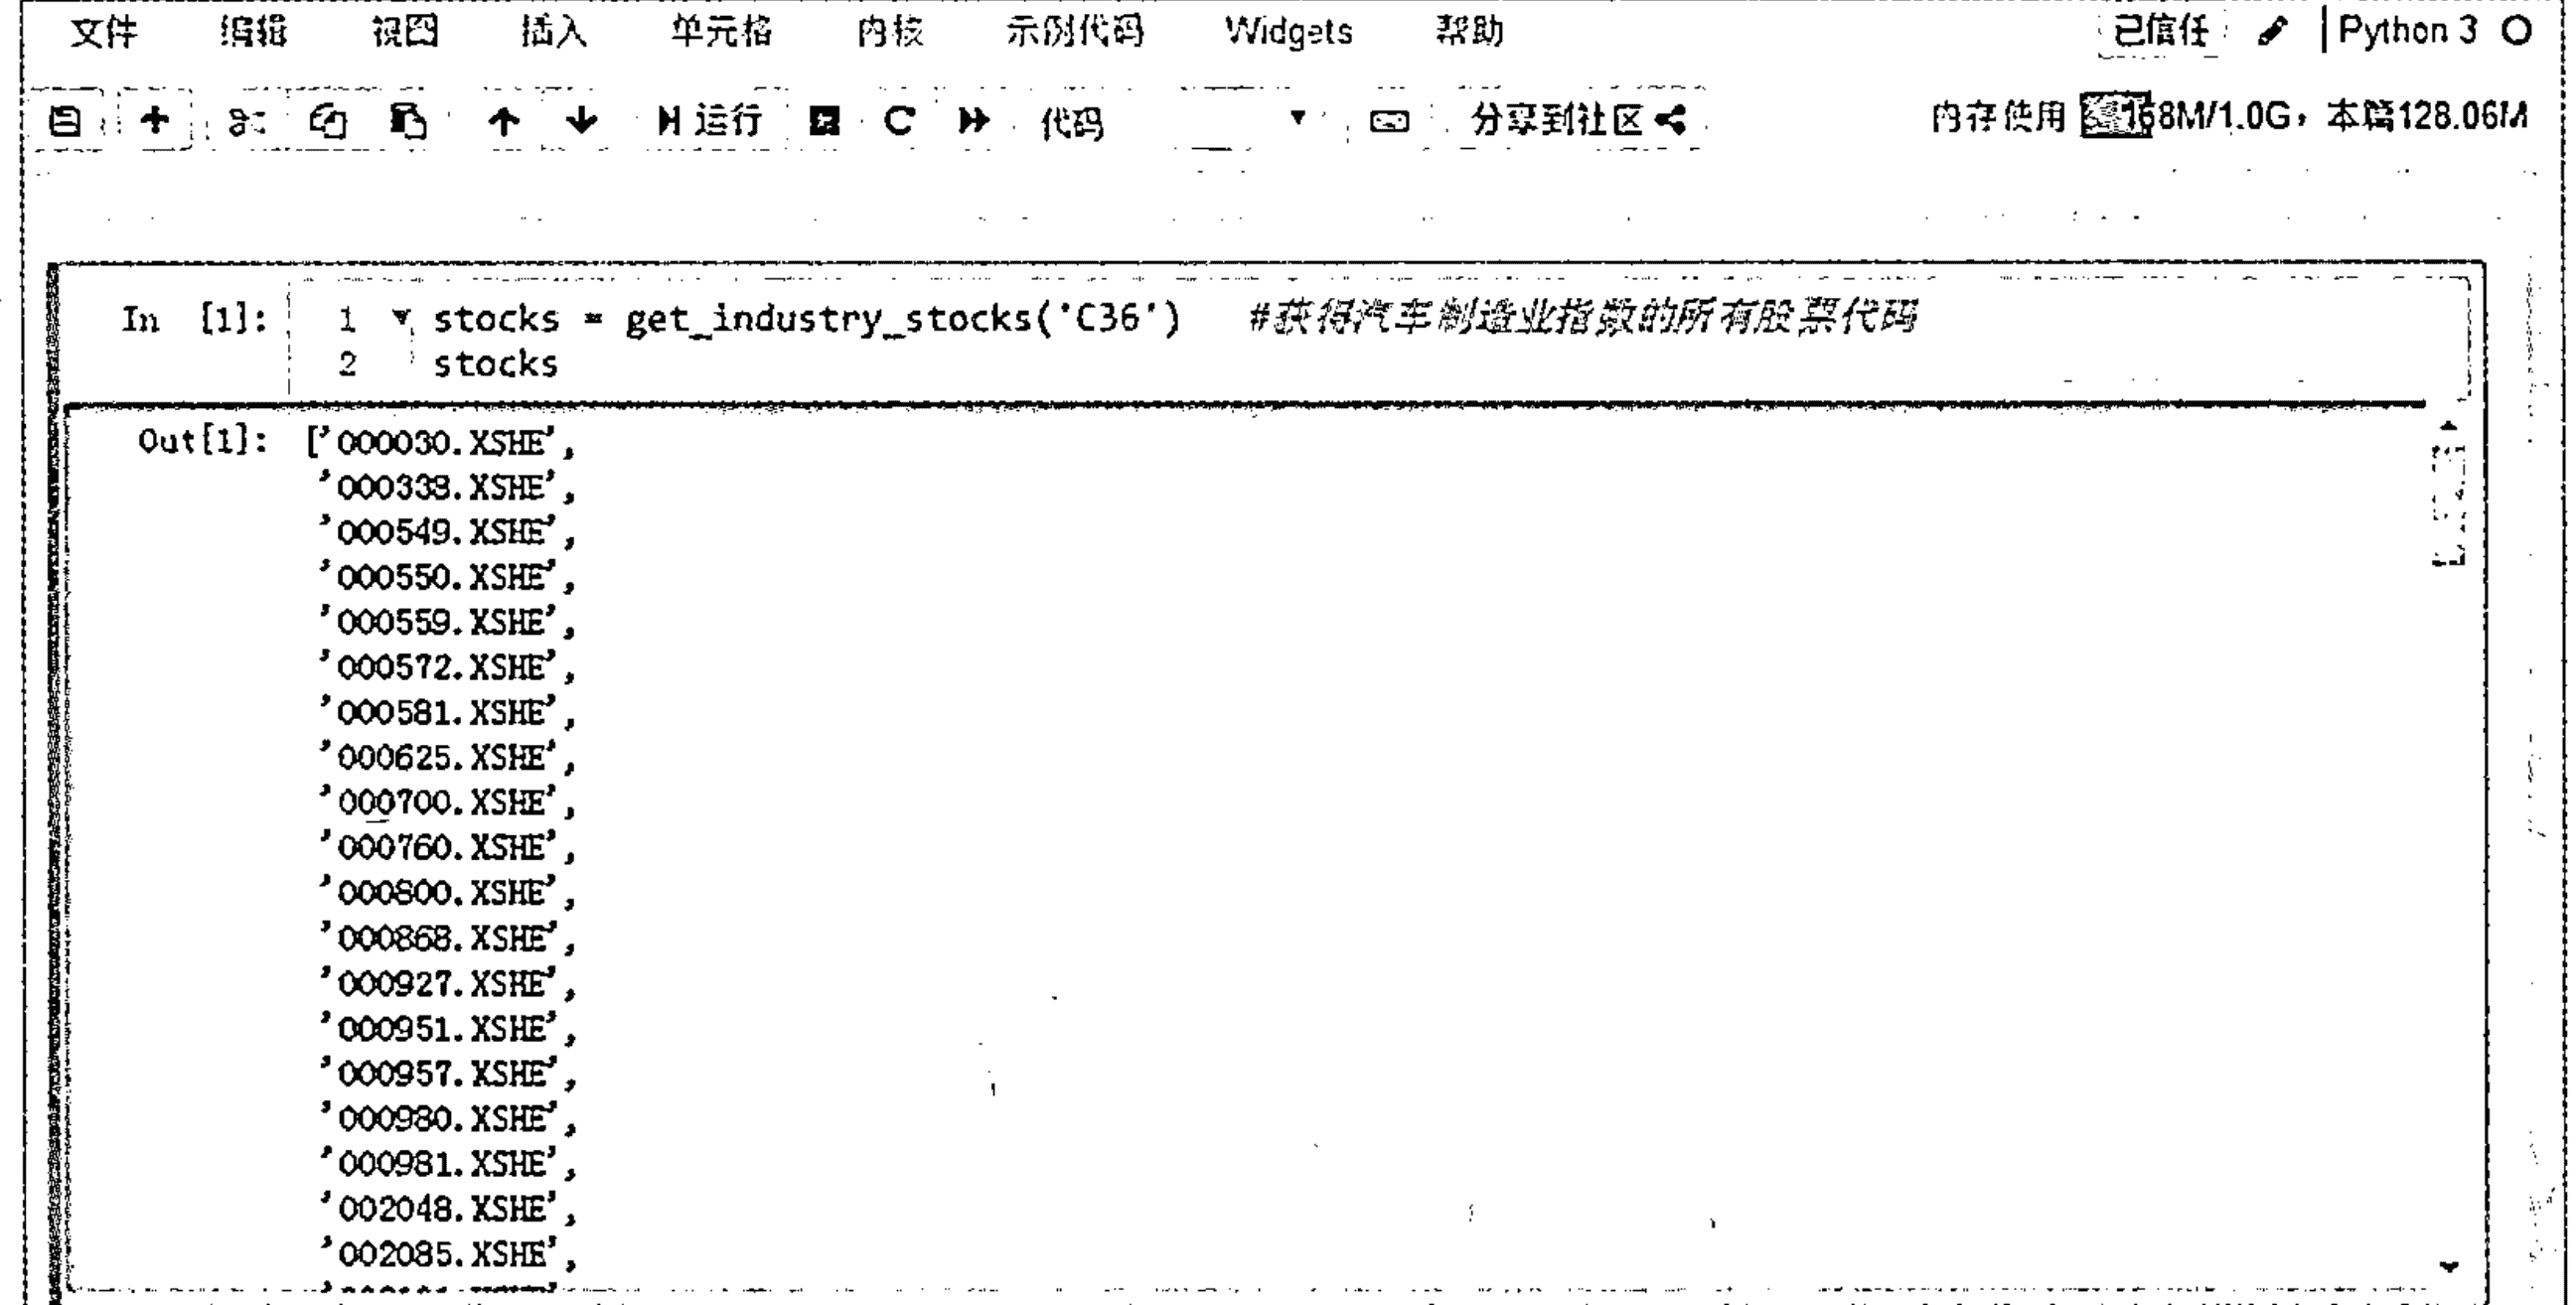 文件 编辑 视图 插入 单元格 内核 示例代码 Widgets 帮助 已信任 Python 3
运行 代码 分享到社区 内存使用 168M/1.0G，本篇128.06M
In [1]: 1 stocks = get_industry_stocks('C36') #获得汽车制造业指数的所有股票代码
2 stocks
Out[1]: ['000030.XSHE',
'000338.XSHE',
'000549.XSHE',
'000550.XSHE',
'000559.XSHE',
'000572.XSHE',
'000581.XSHE',
'000625.XSHE',
'000700.XSHE',
'000760.XSHE',
'000800.XSHE',
'000868.XSHE',
'000927.XSHE',
'000951.XSHE',
'000957.XSHE',
'000980.XSHE',
'000981.XSHE',
'002048.XSHE',
'002085.XSHE',